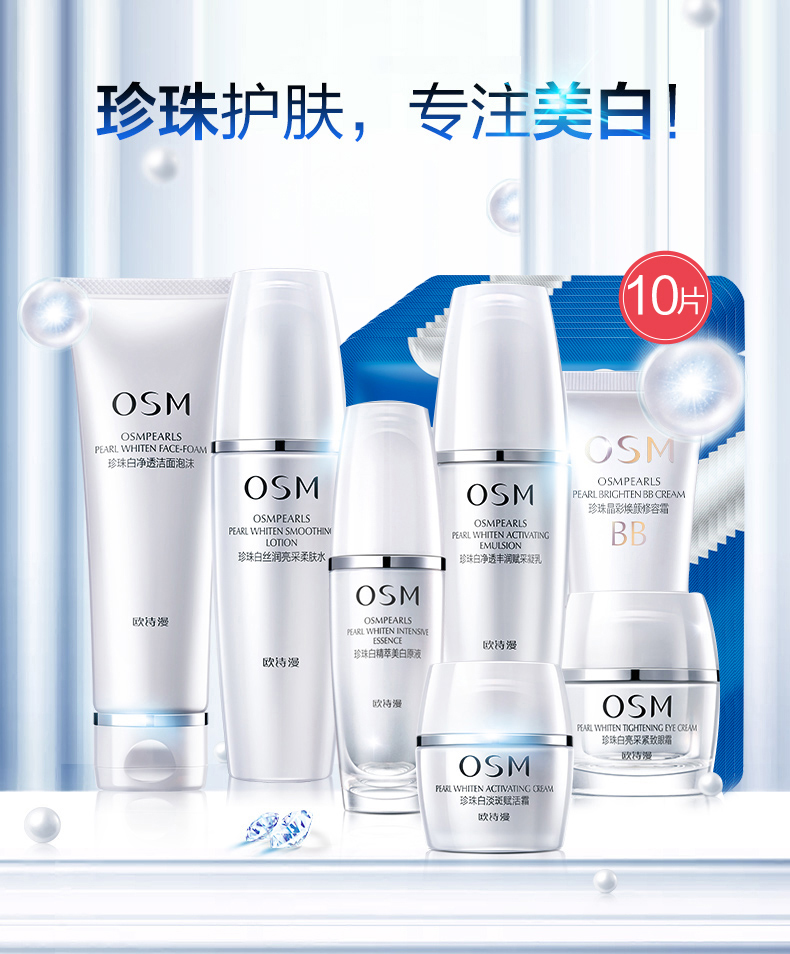 珍珠护肤，专注美白！
10片
OSM
OSMPEARLS
PEARL WHITEN FACE-FOAM
珍珠白净透洁面泡沫
欧诗漫
OSM
OSMPEARLS
PEARL WHITEN SMOOTHING
LOTION
珍珠白丝润亮采柔肤水
欧诗漫
OSM
OSMPEARLS
PEARL WHITEN INTENSIVE
ESSENCE
珍珠白精萃美白原液
欧诗漫
OSM
OSMPEARLS
PEARL WHITEN ACTIVATING
EMULSION
珍珠白净透丰润赋采凝乳
欧诗漫
OSM
OSMPEARLS
PEARL BRIGHTEN BB CREAM
珍珠晶彩焕颜修容霜
BB
OSM
PEARL WHITEN ACTIVATING CREAM
珍珠白淡斑赋活霜
欧诗漫
OSM
PEARL WHITEN TIGHTENING EYE CREAM
珍珠白亮采紧致眼霜
欧诗漫